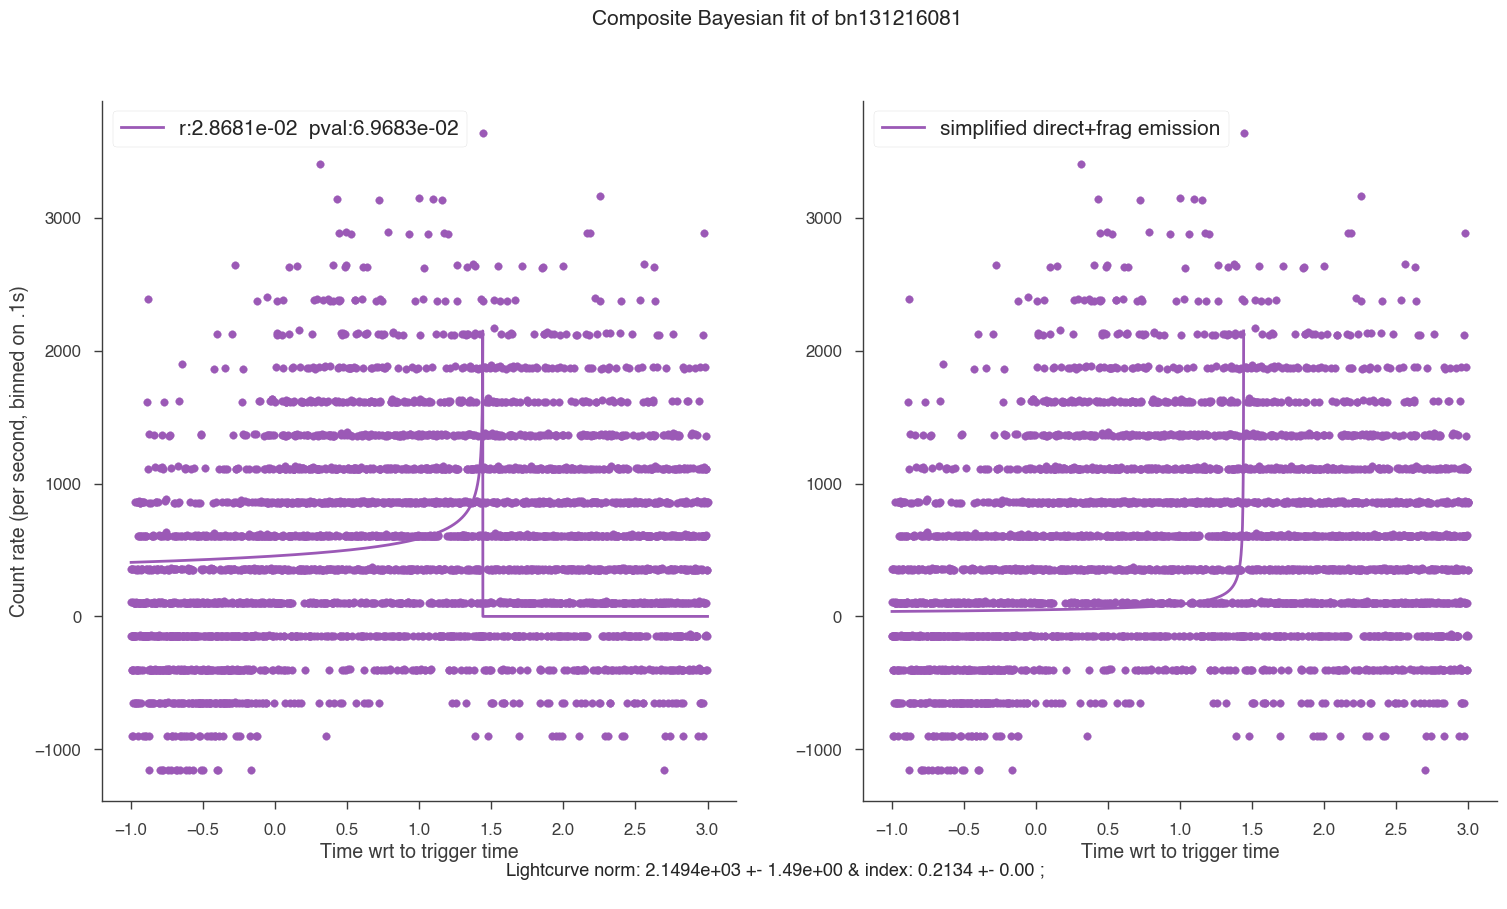 Composite Bayesian fit of bn131216081
r:2.8681e-02  pval:6.9683e-02
simplified direct+frag emission
Count rate (per second, binned on .1s)
3000
2000
1000
0
−1000
3000
2000
1000
0
−1000
−1.0 −0.5 0.0 0.5 1.0 1.5 2.0 2.5 3.0
−1.0 −0.5 0.0 0.5 1.0 1.5 2.0 2.5 3.0
Time wrt to trigger time
Time wrt to trigger time
Lightcurve norm: 2.1494e+03 +- 1.49e+00 & index: 0.2134 +- 0.00 ;